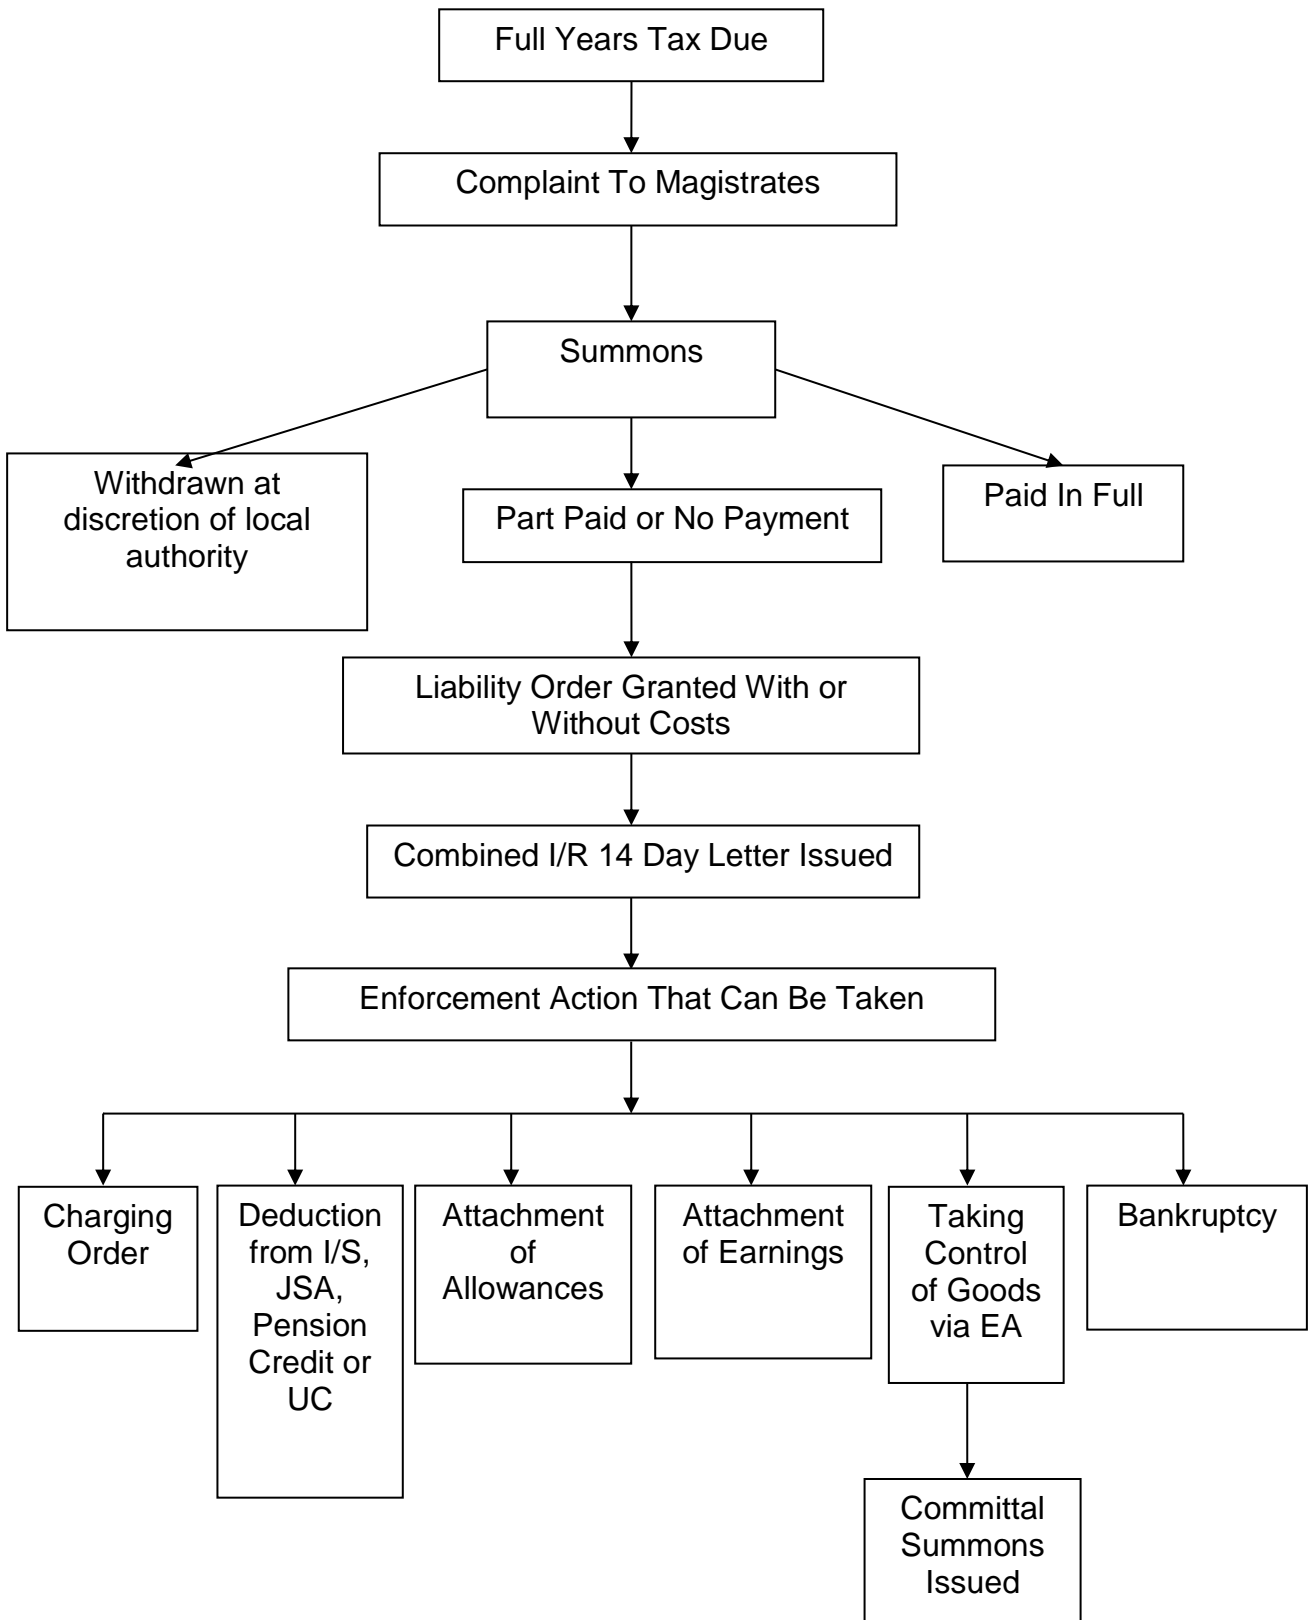 Full Years Tax Due
Complaint To Magistrates
Summons
Withdrawn at
discretion of local
authority
Part Paid or No Payment
Paid In Full
Liability Order Granted With or
Without Costs
Combined I/R 14 Day Letter Issued
Enforcement Action That Can Be Taken
Charging
Order
Deduction
from I/S,
JSA,
Pension
Credit or
UC
Attachment
of
Allowances
Attachment
of Earnings
Taking
Control
of Goods
via EA
Bankruptcy
Committal
Summons
Issued